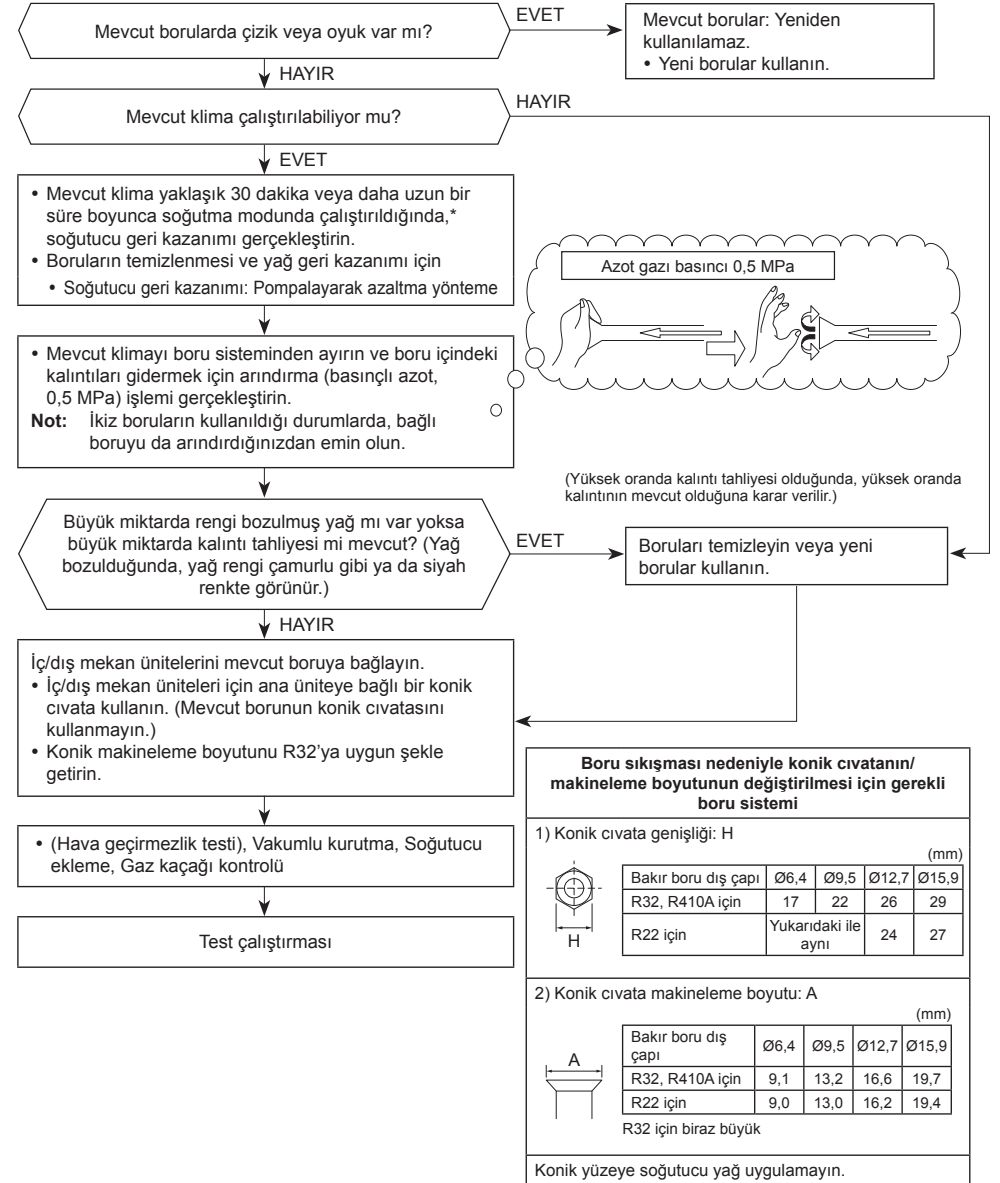 Mevcut borularda çizik veya oyuk var mı?
EVET
Mevcut borular: Yeniden
kullanılamaz.
• Yeni borular kullanın.
HAYIR
Mevcut klima çalıştırılabiliyor mu?
HAYIR
EVET
• Mevcut klima yaklaşık 30 dakika veya daha uzun bir
süre boyunca soğutma modunda çalıştırıldığında,*
soğutucu geri kazanımı gerçekleştirin.
• Boruların temizlenmesi ve yağ geri kazanımı için
• Soğutucu geri kazanımı: Pompalayarak azaltma yönteme
Azot gazı basıncı 0,5 MPa
• Mevcut klimayı boru sisteminden ayırın ve boru içindeki
kalıntıları gidermek için arındırma (basınçlı azot,
0,5 MPa) işlemi gerçekleştirin.
Not: İkiz boruların kullanıldığı durumlarda, bağlı
boruyu da arındırdığınızdan emin olun.
(Yüksek oranda kalıntı tahliyesi olduğunda, yüksek oranda
kalıntının mevcut olduğuna karar verilir.)
Büyük miktarda rengi bozulmuş yağ mı var yoksa
büyük miktarda kalıntı tahliyesi mi mevcut? (Yağ
bozulduğunda, yağ rengi çamurlu gibi ya da siyah
renkte görünür.)
EVET
Boruları temizleyin veya yeni
borular kullanın.
HAYIR
İç/dış mekan ünitelerini mevcut boruya bağlayın.
• İç/dış mekan üniteleri için ana üniteye bağlı bir konik
cıvata kullanın. (Mevcut borunun konik cıvatasını
kullanmayın.)
• Konik makineleme boyutunu R32’ya uygun şekle
getirin.
• (Hava geçirmezlik testi), Vakumlu kurutma, Soğutucu
ekleme, Gaz kaçağı kontrolü
Test çalıştırması
Boru sıkışması nedeniyle konik cıvatanın/
makineleme boyutunun değiştirilmesi için gerekli
boru sistemi
1) Konik cıvata genişliği: H
(mm)
Bakır boru dış çapı Ø6,4 Ø9,5 Ø12,7 Ø15,9
R32, R410A için 17 22 26 29
R22 için Yukarıdaki ile
aynı 24 27
H
2) Konik cıvata makineleme boyutu: A
(mm)
A
Bakır boru dış
çapı Ø6,4 Ø9,5 Ø12,7 Ø15,9
R32, R410A için 9,1 13,2 16,6 19,7
R22 için 9,0 13,0 16,2 19,4
R32 için biraz büyük
Konik yüzeye soğutucu yağ uygulamayın.